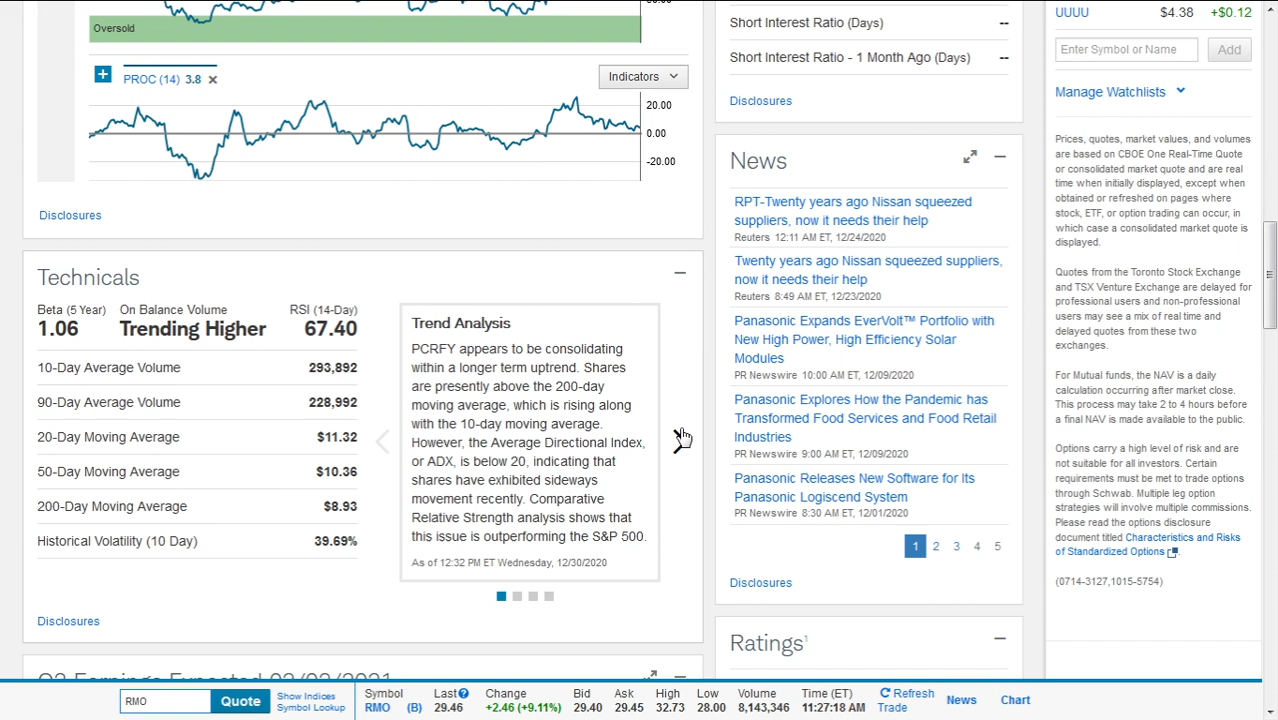 Oversold
PROC (14) 3.8
Indicators
20.00
0.00
-20.00
Disclosures
Technicals
Beta (5 Year) On Balance Volume RSI (14-Day)
1.06 Trending Higher 67.40
10-Day Average Volume 293,892
90-Day Average Volume 228,992
20-Day Moving Average $11.32
50-Day Moving Average $10.36
200-Day Moving Average $8.93
Historical Volatility (10 Day) 39.69%
Disclosures
Trend Analysis
PCRFY appears to be consolidating
within a longer term uptrend. Shares
are presently above the 200-day
moving average, which is rising along
with the 10-day moving average.
However, the Average Directional Index,
or ADX, is below 20, indicating that
shares have exhibited sideways
movement recently. Comparative
Relative Strength analysis shows that
this issue is outperforming the S&P 500.
As of 12:32 PM ET Wednesday, 12/30/2020
Short Interest Ratio (Days) --
Short Interest Ratio - 1 Month Ago (Days) --
Disclosures
News
RPT-Twenty years ago Nissan squeezed
suppliers, now it needs their help
Reuters 12:11 AM ET, 12/24/2020
Twenty years ago Nissan squeezed suppliers,
now it needs their help
Reuters 8:49 AM ET, 12/23/2020
Panasonic Expands EverVolt™ Portfolio with
New High Power, High Efficiency Solar
Modules
PR Newswire 10:00 AM ET, 12/09/2020
Panasonic Explores How the Pandemic has
Transformed Food Services and Food Retail
Industries
PR Newswire 9:00 AM ET, 12/09/2020
Panasonic Releases New Software for Its
Panasonic Logiscend System
PR Newswire 8:30 AM ET, 12/01/2020
1 2 3 4 5
Disclosures
Ratings¹
UUUU $4.38 +$0.12
Enter Symbol or Name Add
Manage Watchlists
Prices, quotes, market values, and volumes
are based on CBOE One Real-Time Quote
or consolidated market quote and are real
time when initially displayed, except when
obtained or refreshed on pages where
stock, ETF, or option trading can occur, in
which case a consolidated market quote is
displayed.
Quotes from the Toronto Stock Exchange
and TSX Venture Exchange are delayed for
professional users and non-professional
users may see a mix of real time and
delayed quotes from these two
exchanges.
For Mutual funds, the NAV is a daily
calculation occurring after market close.
This process may take 2 to 4 hours before
a final NAV is made available to the public.
Options carry a high level of risk and are
not suitable for all investors. Certain
requirements must be met to trade options
through Schwab. Multiple leg option
strategies will involve multiple commissions.
Please read the options disclosure
document titled Characteristics and Risks
of Standardized Options.
(0714-3127,1015-5754)
Q3 Earnings Expected 02/02/2021
RMO Quote
Show Indices
Symbol Lookup
Symbol Last Change Bid Ask High Low Volume Time (ET)
RMO (B) 29.46 +2.46 (+9.11%) 29.40 29.45 32.73 28.00 8,143,346 11:27:18 AM
Refresh
Trade
News
Chart